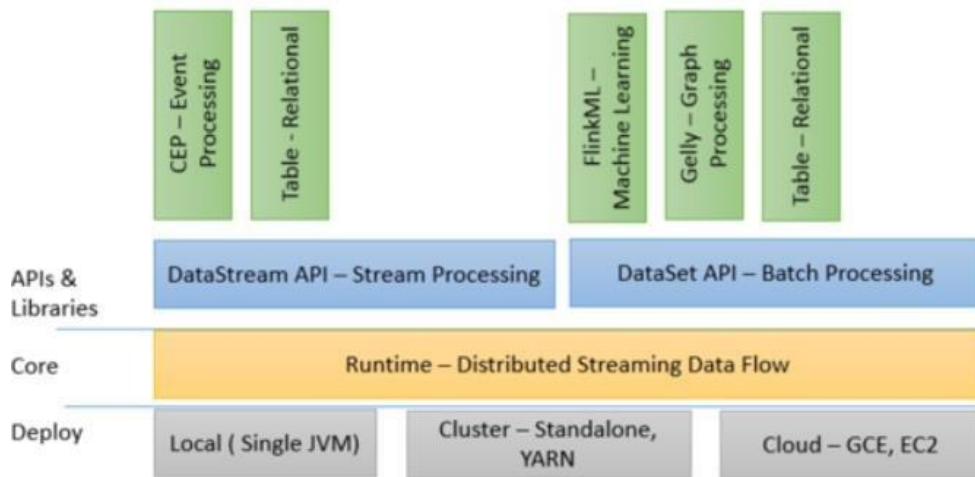 CEP – Event
Processing
Table - Relational
FlinkML –
Machine Learning
Gelly – Graph
Processing
Table – Relational
APIs &
Libraries
DataStream API – Stream Processing
DataSet API – Batch Processing
Core
Runtime – Distributed Streaming Data Flow
Deploy
Local ( Single JVM)
Cluster – Standalone,
YARN
Cloud – GCE, EC2